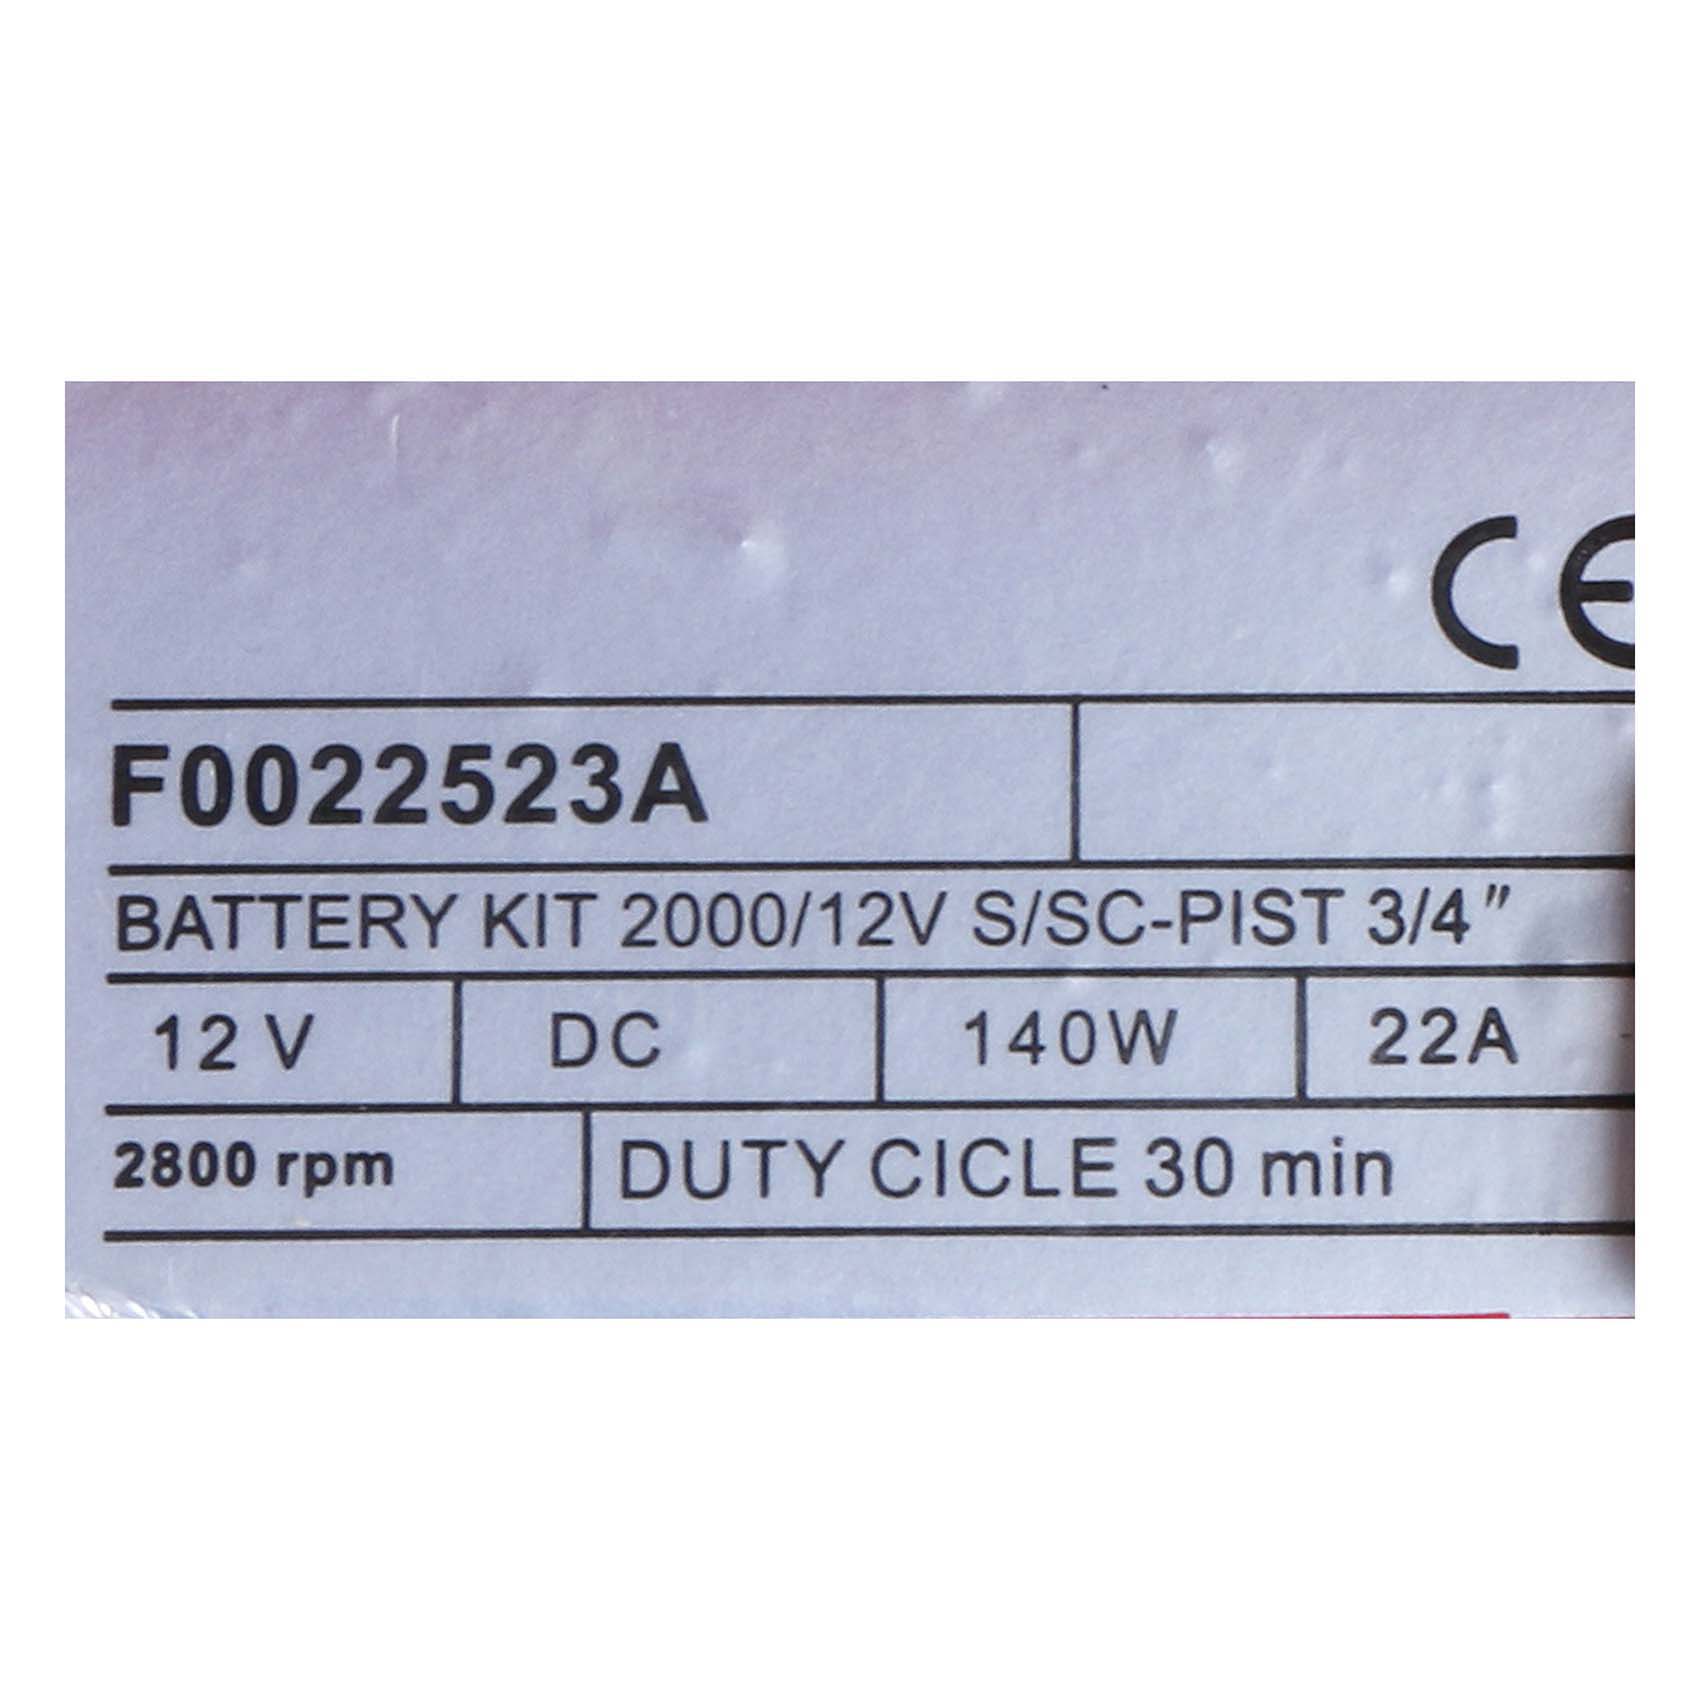 CE
F0022523A
BATTERY KIT 2000/12V S/SC-PIST 3/4"
12 V DC 140W 22A
2800 rpm DUTY CICLE 30 min